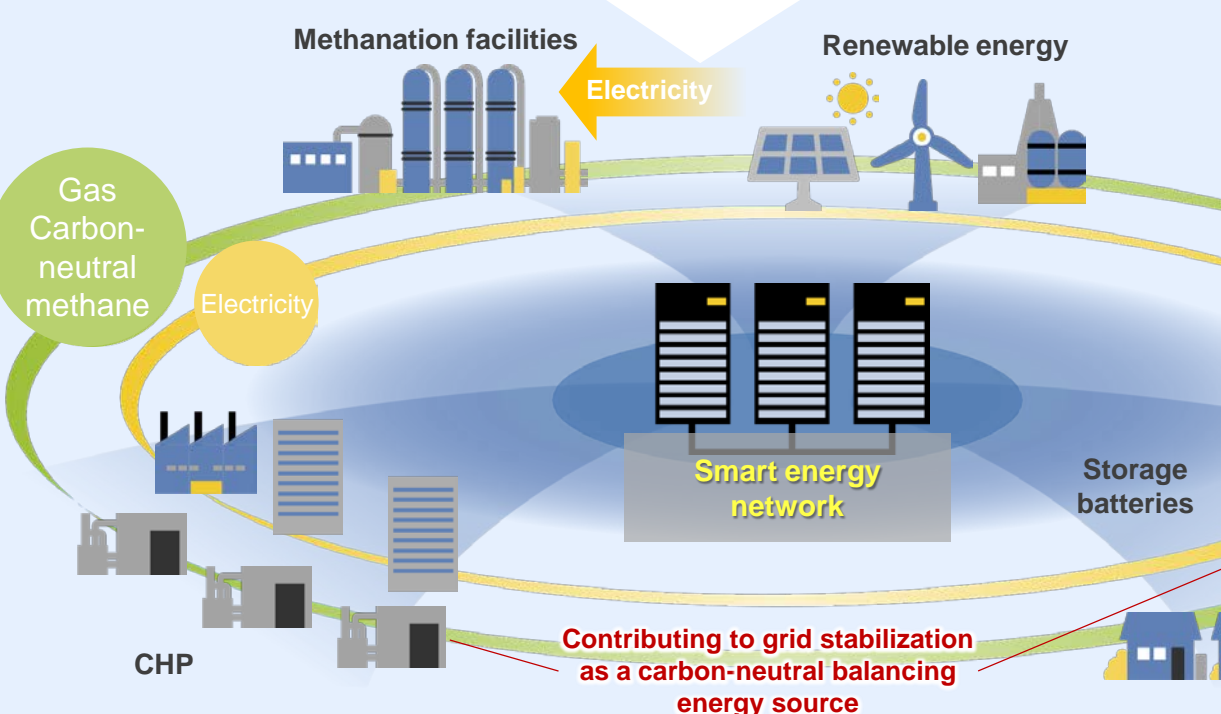 Methanation facilities
Renewable energy
Electricity
Gas
Carbon-
neutral
methane
Electricity
Smart energy
network
Storage
batteries
CHP
Contributing to grid stabilization
as a carbon-neutral balancing
energy source